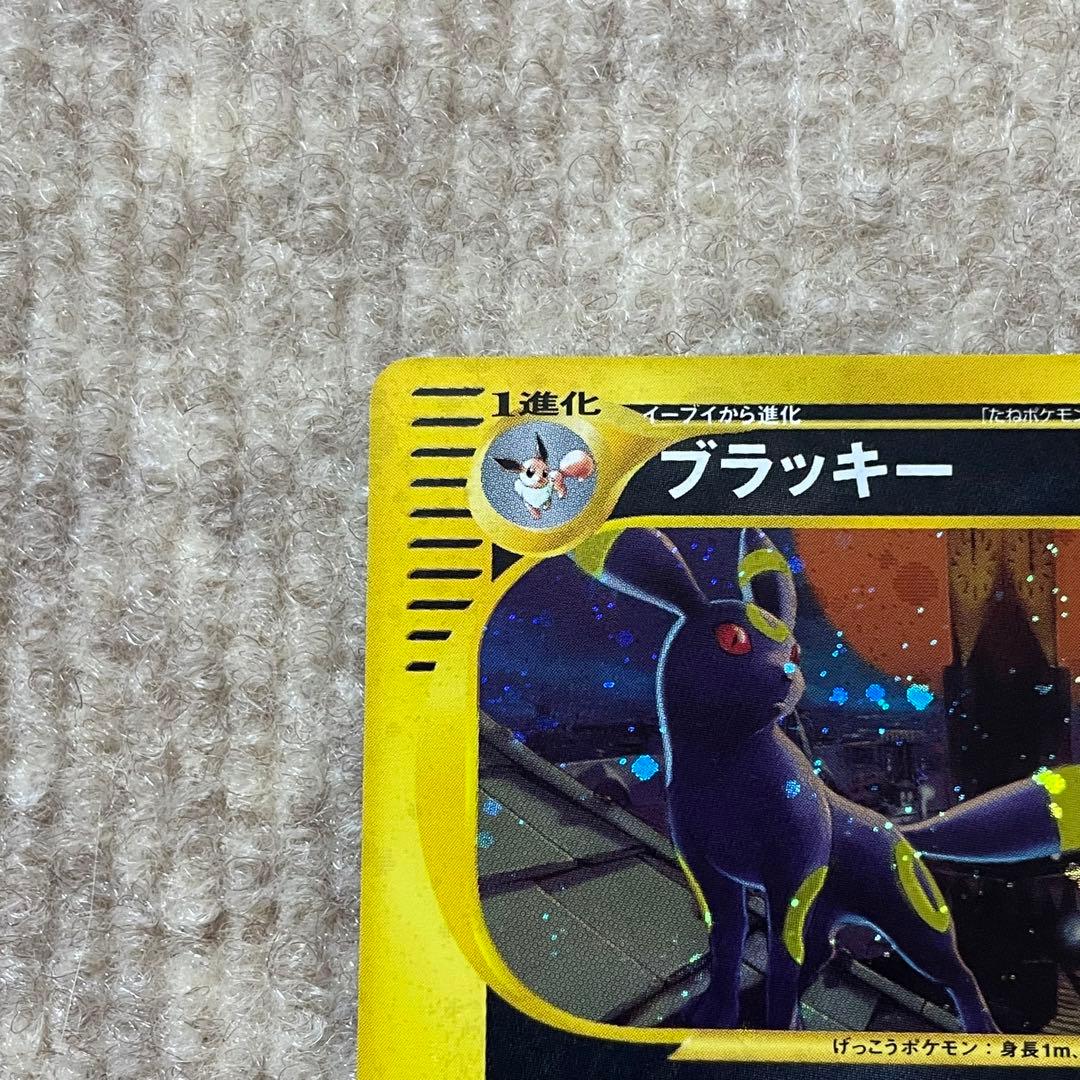 1進化
イーブイから進化
「たねポケモン
ブラッキー
げっこうポケモン：身長1m、